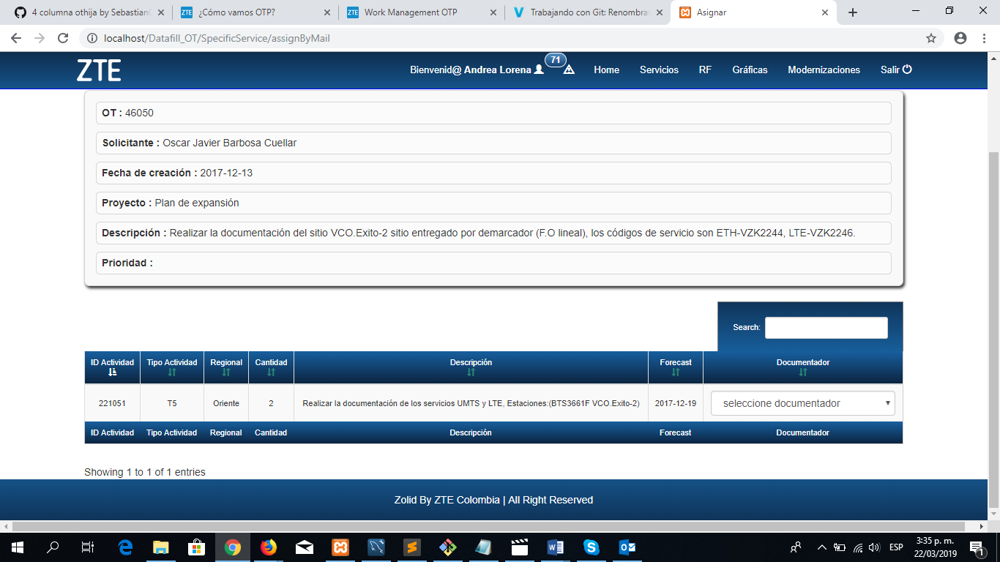 4 columna othija by Sebastian
¿Cómo vamos OTP?
Work Management OTP
Trabajando con Git: Renombra
Asignar
localhost/Datafill_OT/SpecificService/assignByMail
ZTE
Bienvenid@ Andrea Lorena
71
Home
Servicios
RF
Gráficas
Modernizaciones
Salir
OT : 46050
Solicitante : Oscar Javier Barbosa Cuellar
Fecha de creación : 2017-12-13
Proyecto : Plan de expansión
Descripción : Realizar la documentación del sitio VCO.Exito-2 sitio entregado por demarcador (F.O lineal), los códigos de servicio son ETH-VZK2244, LTE-VZK2246.
Prioridad :
Search:
ID Actividad Tipo Actividad Regional Cantidad Descripción Forecast Documentador
221051 T5 Oriente 2 Realizar la documentación de los servicios UMTS y LTE, Estaciones:(BTS3661F VCO.Exito-2) 2017-12-19 seleccione documentador
ID Actividad Tipo Actividad Regional Cantidad Descripción Forecast Documentador
Showing 1 to 1 of 1 entries
Zolid By ZTE Colombia | All Right Reserved
ESP
3:35 p. m.
22/03/2019
1